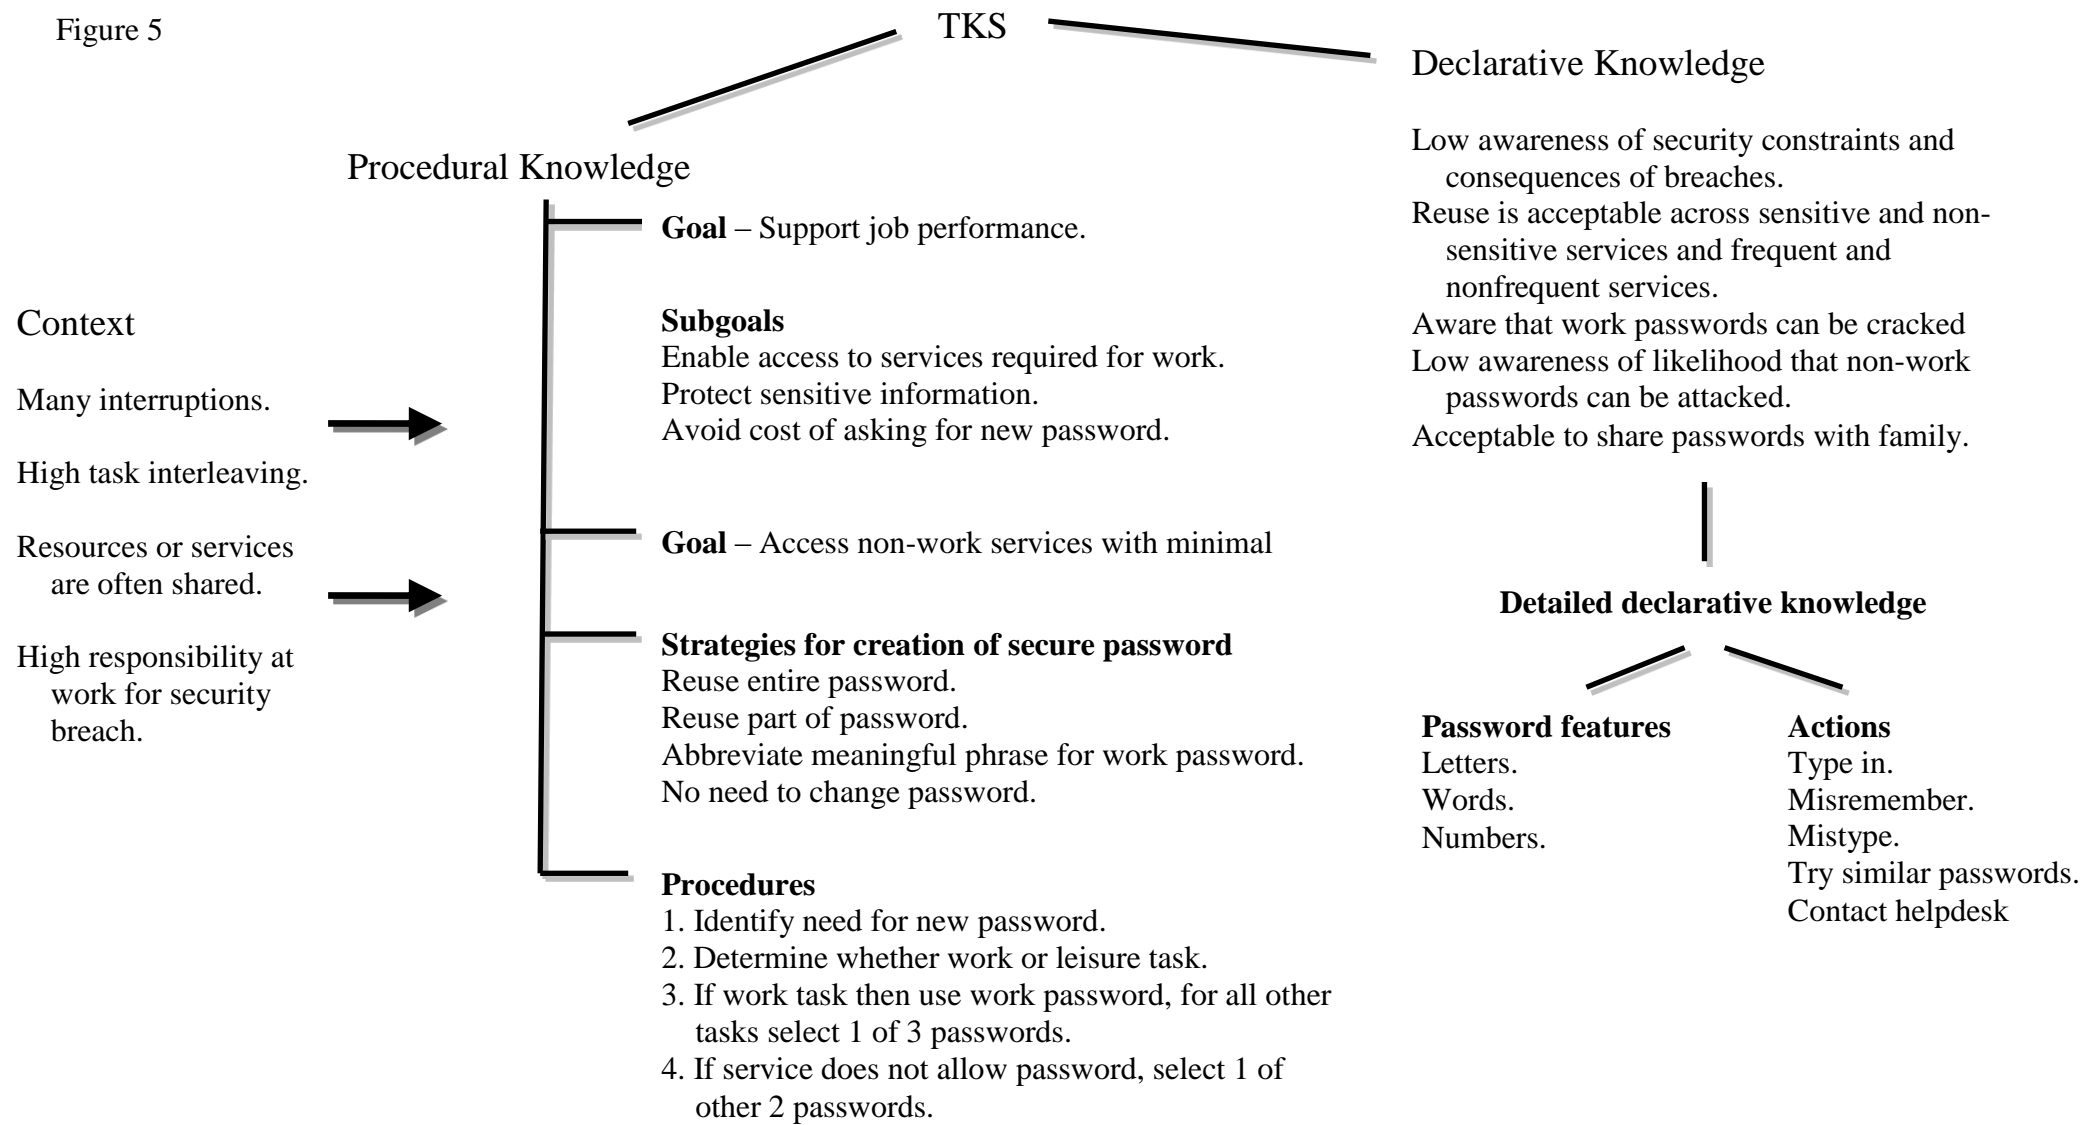 Figure 5
TKS
Declarative Knowledge
Low awareness of security constraints and
consequences of breaches.
Reuse is acceptable across sensitive and non-
sensitive services and frequent and
nonfrequent services.
Aware that work passwords can be cracked
Low awareness of likelihood that non-work
passwords can be attacked.
Acceptable to share passwords with family.
Procedural Knowledge
Goal – Support job performance.
Subgoals
Enable access to services required for work.
Protect sensitive information.
Avoid cost of asking for new password.
Goal – Access non-work services with minimal
Strategies for creation of secure password
Reuse entire password.
Reuse part of password.
Abbreviate meaningful phrase for work password.
No need to change password.
Procedures
1. Identify need for new password.
2. Determine whether work or leisure task.
3. If work task then use work password, for all other
tasks select 1 of 3 passwords.
4. If service does not allow password, select 1 of
other 2 passwords.
Context
Many interruptions.
High task interleaving.
Resources or services
are often shared.
High responsibility at
work for security
breach.
Detailed declarative knowledge
Password features
Letters.
Words.
Numbers.
Actions
Type in.
Misremember.
Mistype.
Try similar passwords.
Contact helpdesk